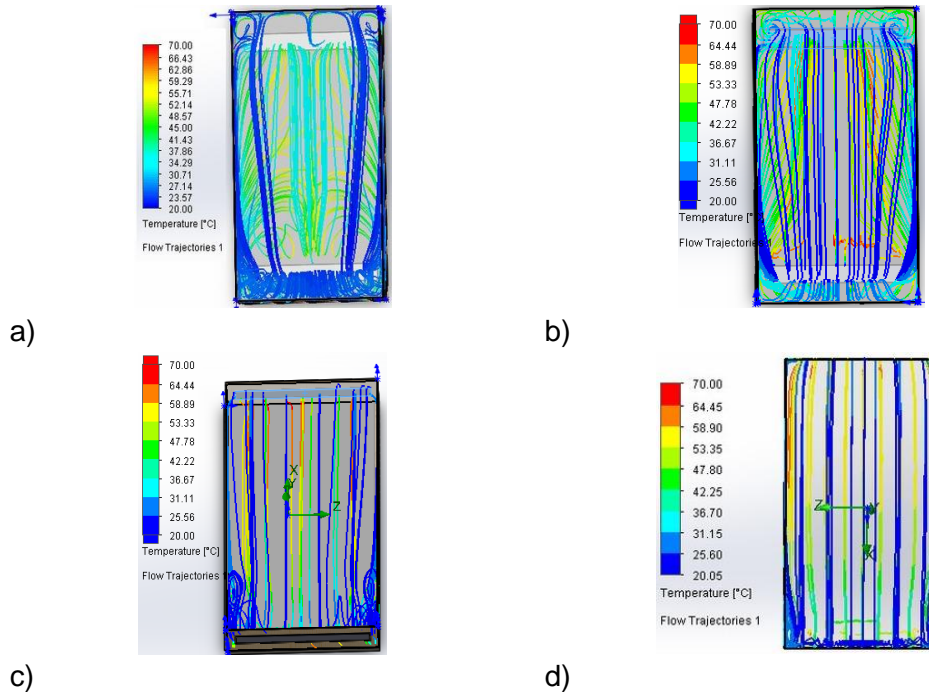 70.00
66.43
62.86
59.29
55.71
52.14
48.57
45.00
41.43
37.86
34.29
30.71
27.14
23.57
20.00
Temperature [°C]
Flow Trajectories 1
a)
70.00
64.44
58.89
53.33
47.78
42.22
36.67
31.11
25.56
20.00
Temperature [°
Flow Trajectories 1
b)
70.00
64.44
58.89
53.33
47.78
42.22
36.67
31.11
25.56
20.00
Temperature [°C]
Flow Trajectories
X
Y
Z
c)
70.00
64.45
58.90
53.35
47.80
42.25
36.70
31.15
25.60
20.05
Temperature [°C]
Flow Trajectories 1
Z
Y
X
d)